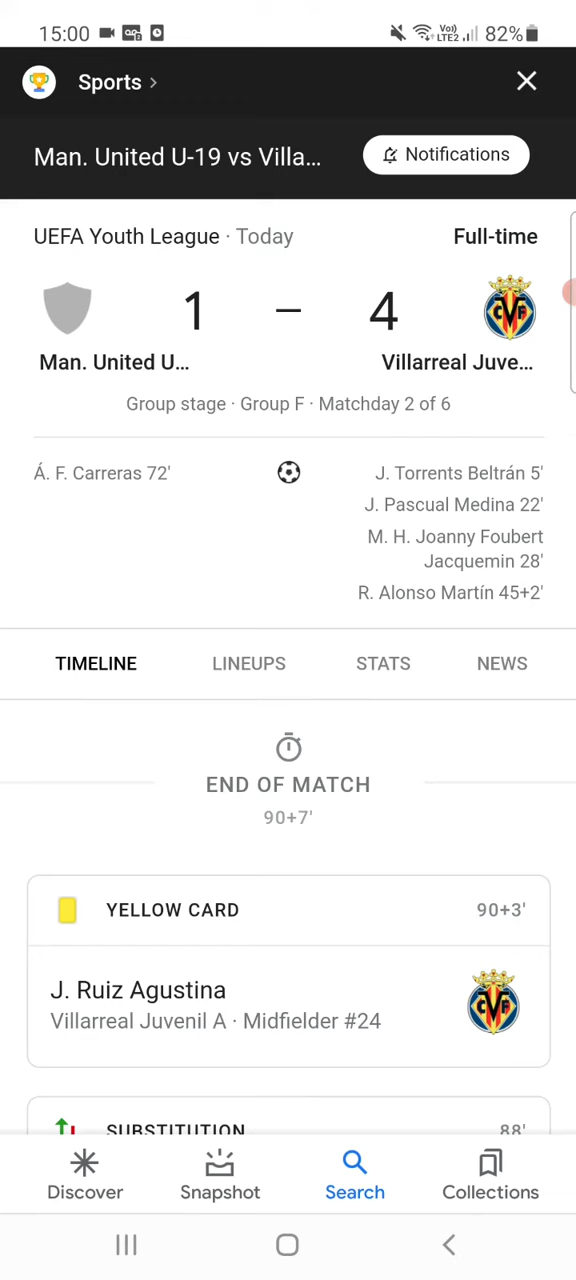 15:00 Vo) LTE2 82%
Sports >
Man. United U-19 vs Villa... Notifications
UEFA Youth League · Today Full-time
1 – 4
Man. United U... Villarreal Juve...
Group stage · Group F · Matchday 2 of 6
Á. F. Carreras 72' J. Torrents Beltrán 5'
J. Pascual Medina 22'
M. H. Joanny Foubert
Jacquemin 28'
R. Alonso Martín 45+2'
TIMELINE LINEUPS STATS NEWS
END OF MATCH
90+7'
YELLOW CARD 90+3'
J. Ruiz Agustina
Villarreal Juvenil A · Midfielder #24
SUBSTITUTION 88'
Discover Snapshot Search Collections